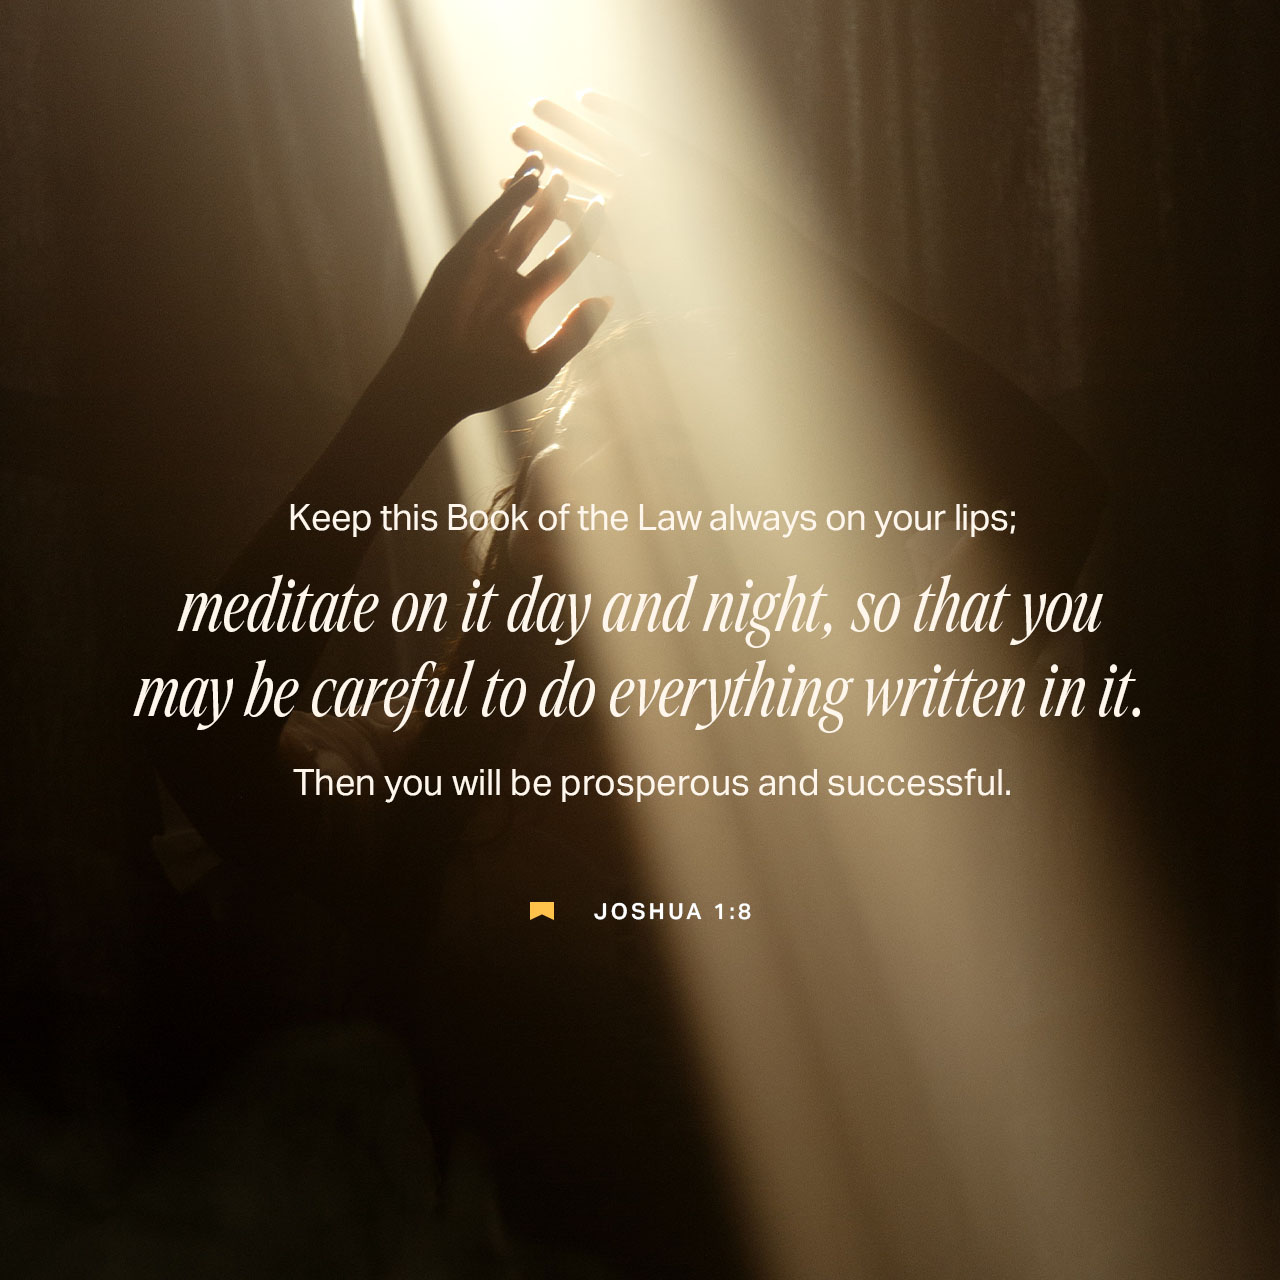 Keep this Book of the Law always on your lips;
meditate on it day and night, so that you
may be careful to do everything written in it.
Then you will be prosperous and successful.
JOSHUA 1:8